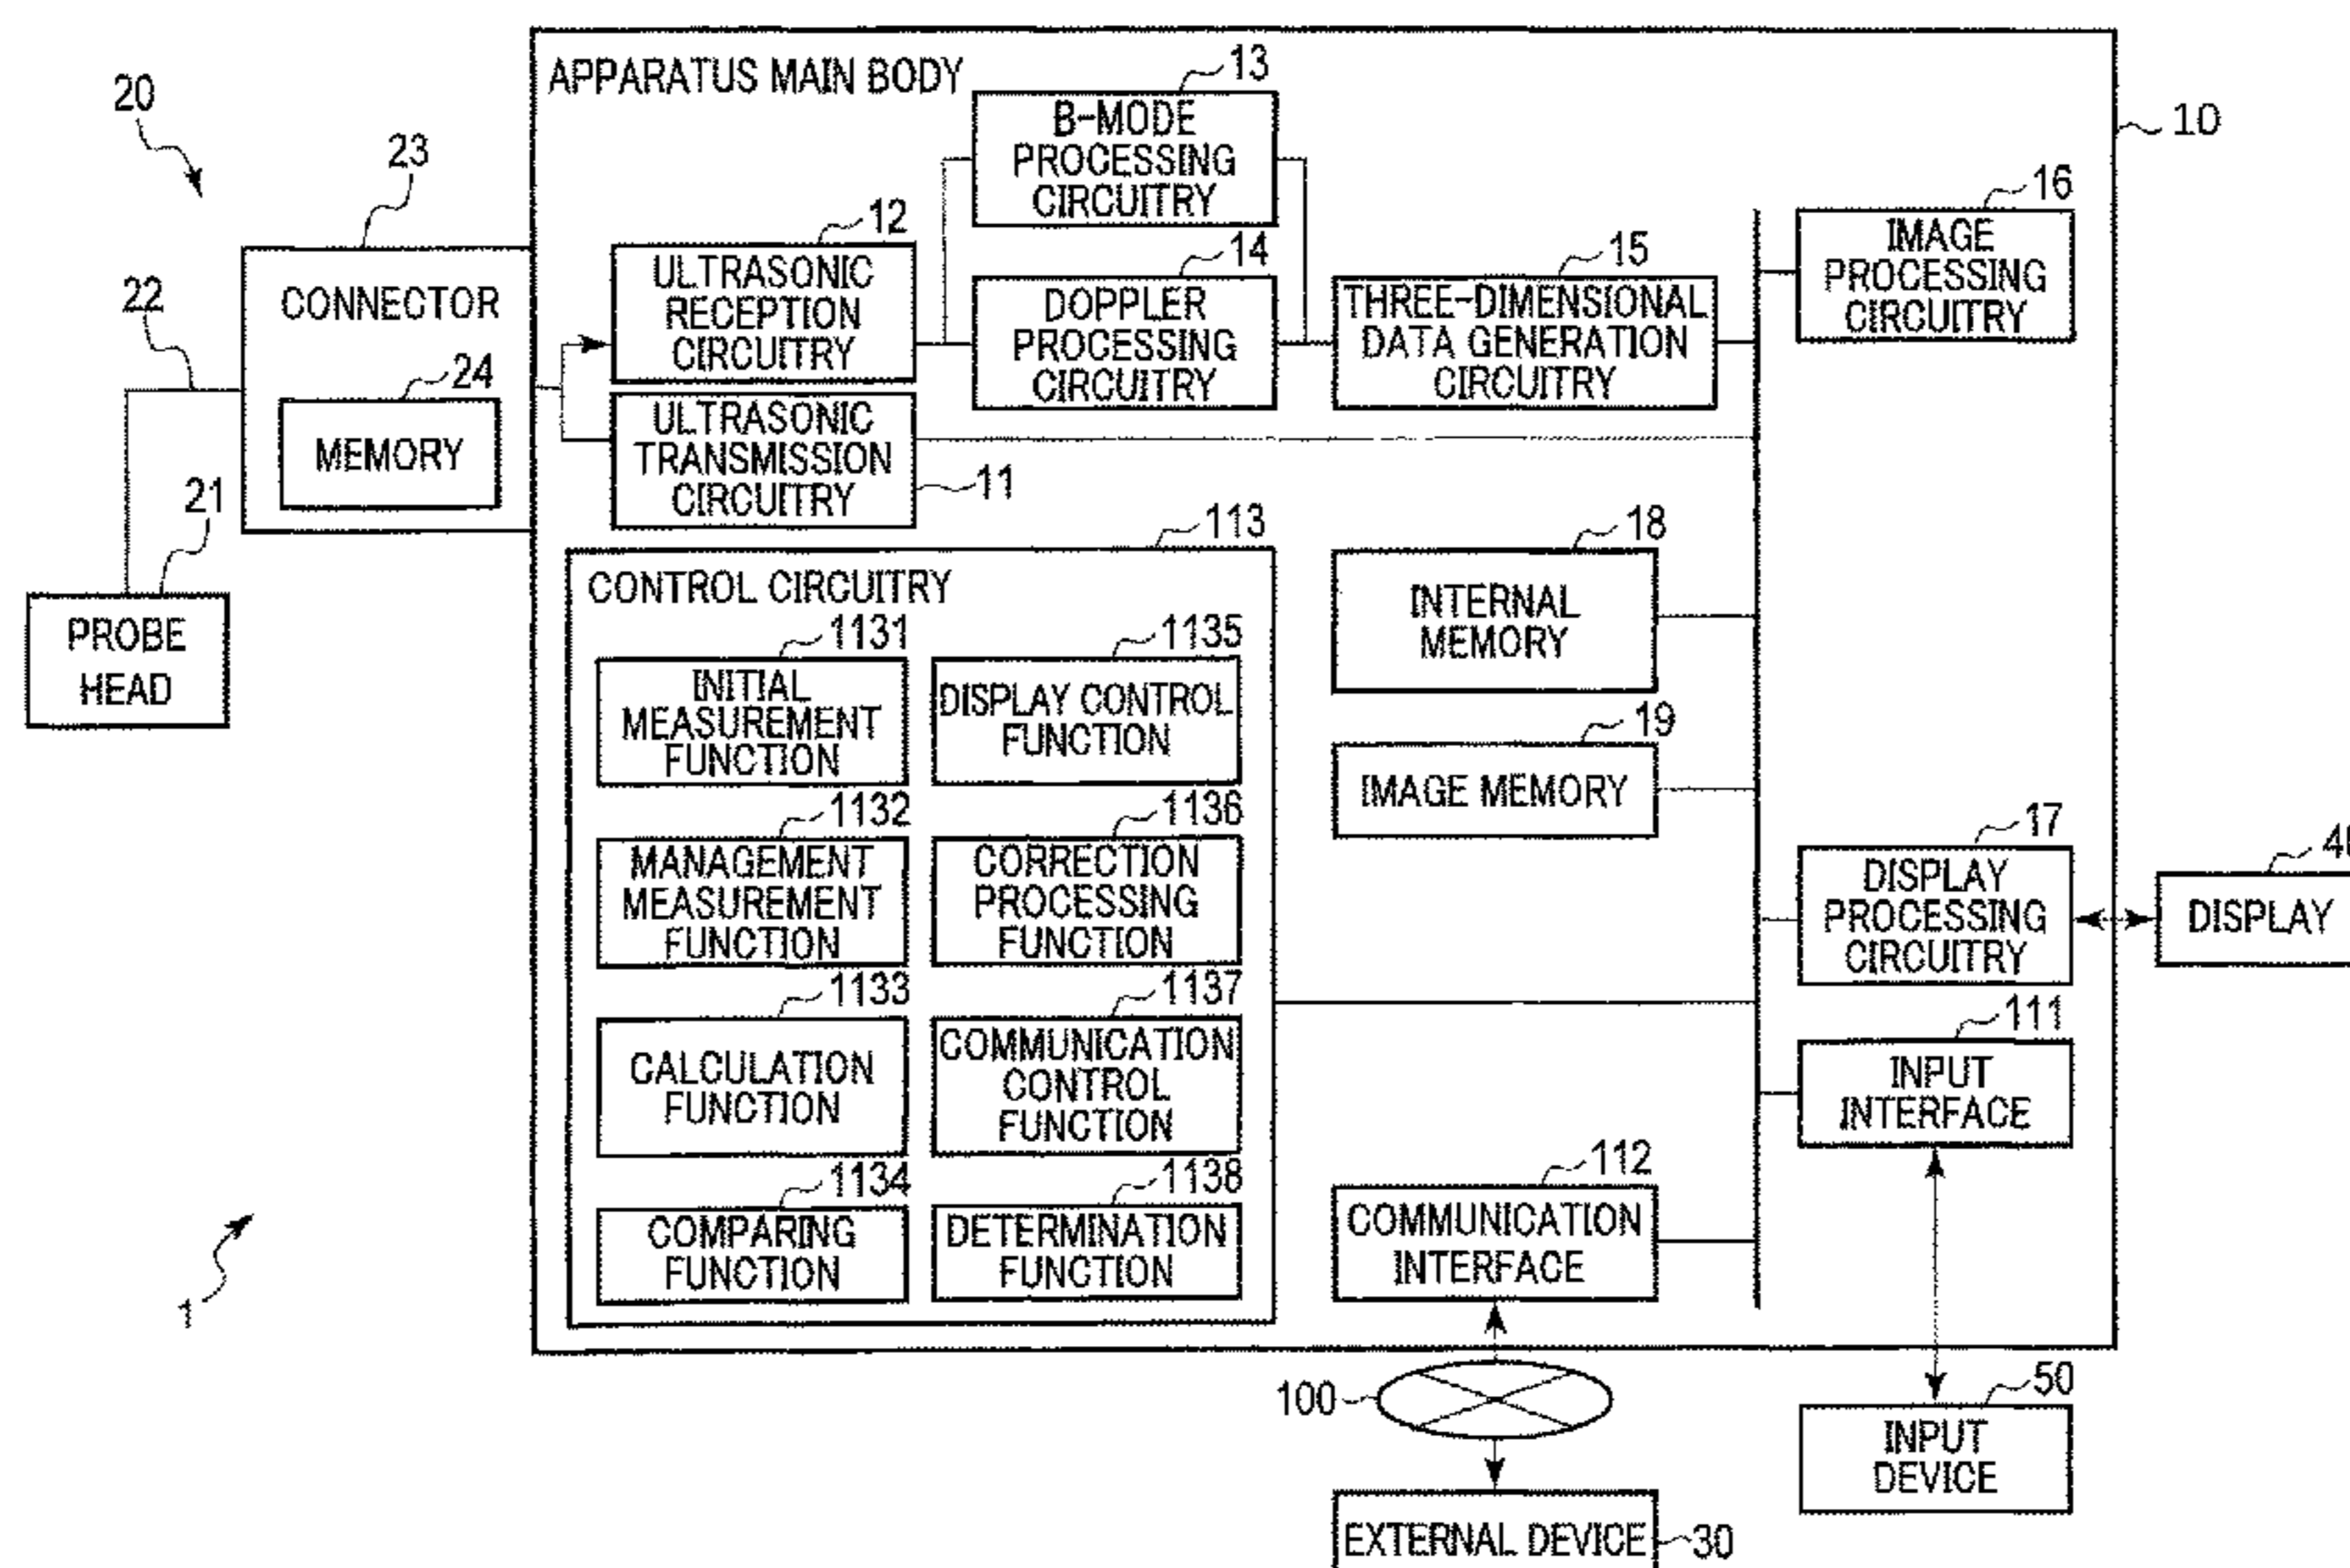 APPARATUS MAIN BODY
10
20
23
CONNECTOR
22
24
MEMORY
21
PROBE
HEAD
12
ULTRASONIC
RECEPTION
CIRCUITRY
ULTRASONIC
TRANSMISSION
CIRCUITRY
11
13
B-MODE
PROCESSING
CIRCUITRY
14
DOPPLER
PROCESSING
CIRCUITRY
15
THREE-DIMENSIONAL
DATA GENERATION
CIRCUITRY
16
IMAGE
PROCESSING
CIRCUITRY
113
CONTROL CIRCUITRY
1131
INITIAL
MEASUREMENT
FUNCTION
1135
DISPLAY CONTROL
FUNCTION
1132
MANAGEMENT
MEASUREMENT
FUNCTION
1136
CORRECTION
PROCESSING
FUNCTION
1133
CALCULATION
FUNCTION
1137
COMMUNICATION
CONTROL
FUNCTION
1134
COMPARING
FUNCTION
1138
DETERMINATION
FUNCTION
18
INTERNAL
MEMORY
19
IMAGE MEMORY
17
DISPLAY
PROCESSING
CIRCUITRY
DISPLAY
111
INPUT
INTERFACE
112
COMMUNICATION
INTERFACE
1
100
50
INPUT
DEVICE
EXTERNAL DEVICE
30